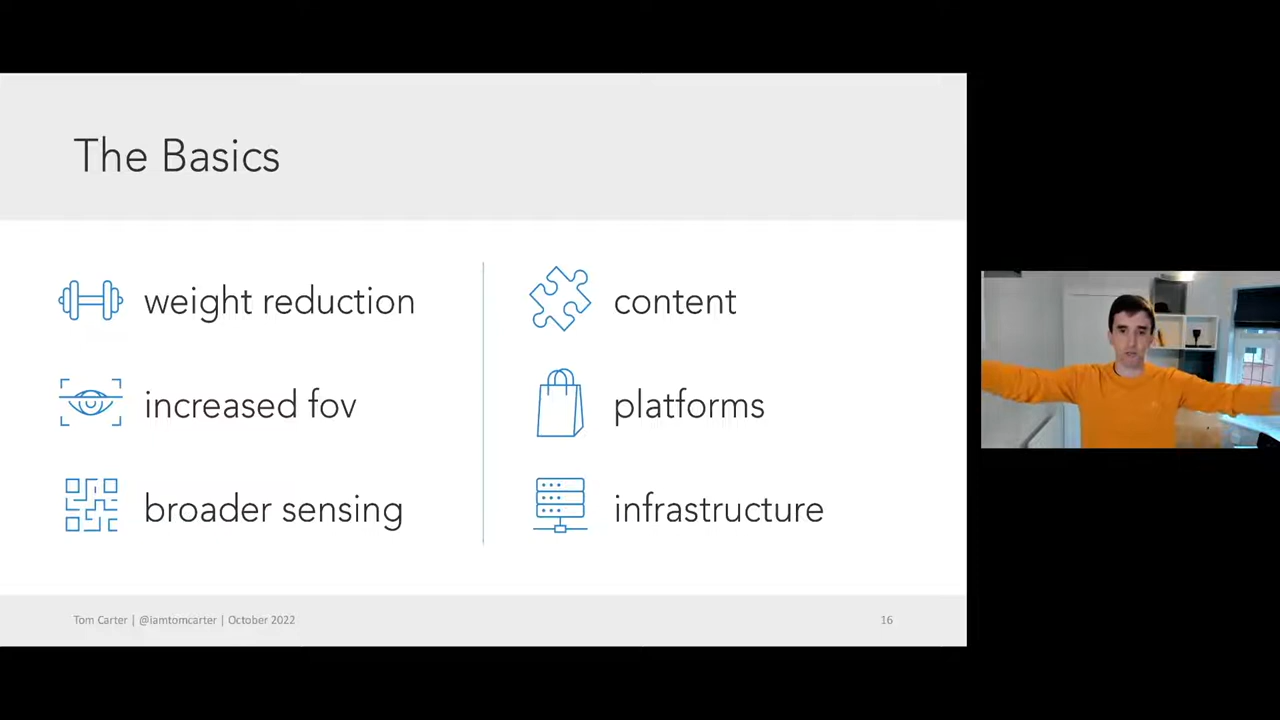 The Basics
weight reduction
increased fov
broader sensing
content
platforms
infrastructure
Tom Carter | @iamtomcarter | October 2022
16